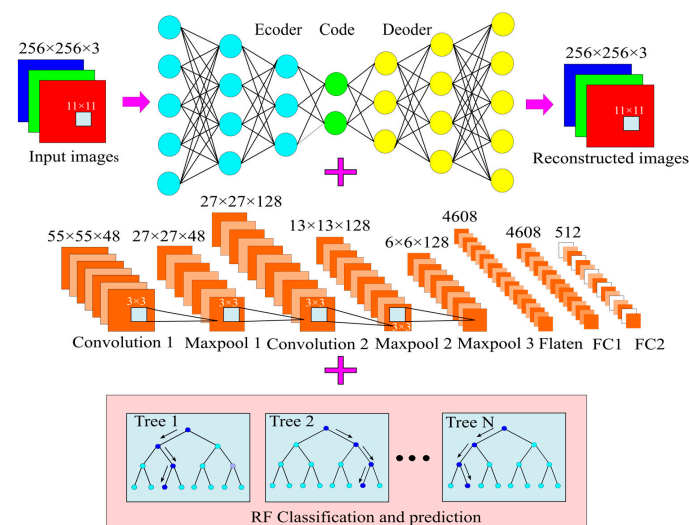 Ecoder Code Deoder
256×256×3
256×256×3
11×11
11×11
Input images
Reconstructed images
27×27×128
55×55×48
27×27×48
13×13×128
6×6×128
4608
4608
512
3×3
3×3
3×3
3×3
Convolution 1 Maxpool 1 Convolution 2 Maxpool 2 Maxpool 3 Flaten FC1 FC2
Tree 1
Tree 2
Tree N
RF Classification and prediction